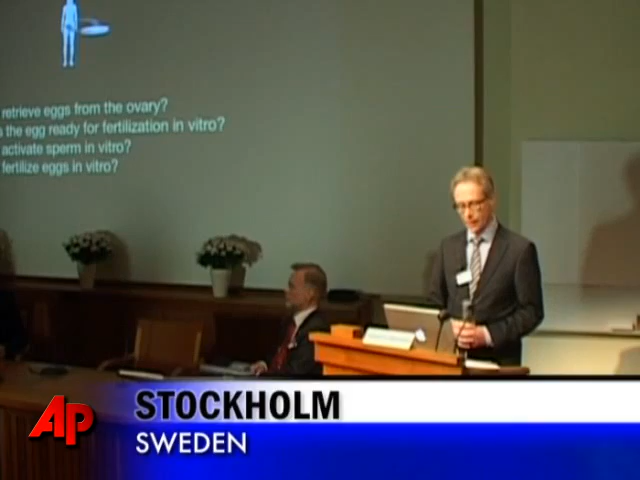 retrieve eggs from the ovary?
the egg ready for fertilization in vitro?
activate sperm in vitro?
fertilize eggs in vitro?
STOCKHOLM
AP
SWEDEN